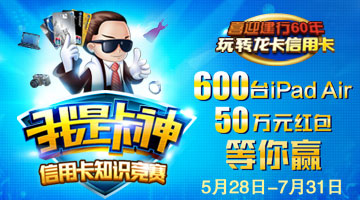 喜迎建行60年
玩转龙卡信用卡
我是卡神
信用卡知识竞赛
600台iPad Air
50万元红包
等你赢
5月28日-7月31日